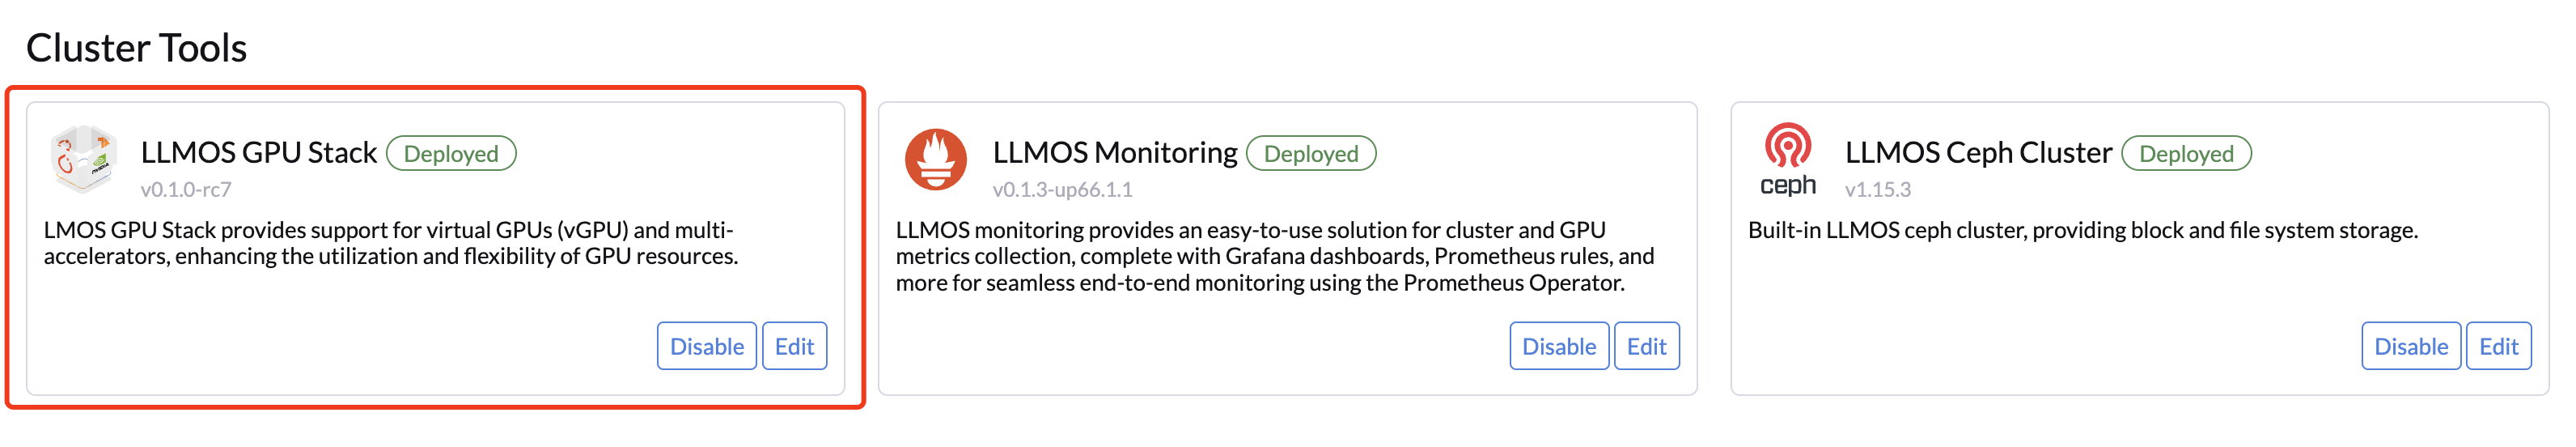 Cluster Tools
LLMOS GPU Stack Deployed
v0.1.0-rc7
LMOS GPU Stack provides support for virtual GPUs (vGPU) and multi-
accelerators, enhancing the utilization and flexibility of GPU resources.
Disable Edit
LLMOS Monitoring Deployed
v0.1.3-up66.1.1
LLMOS monitoring provides an easy-to-use solution for cluster and GPU
metrics collection, complete with Grafana dashboards, Prometheus rules, and
more for seamless end-to-end monitoring using the Prometheus Operator.
Disable Edit
ceph
LLMOS Ceph Cluster Deployed
v1.15.3
Built-in LLMOS ceph cluster, providing block and file system storage.
Disable Edit